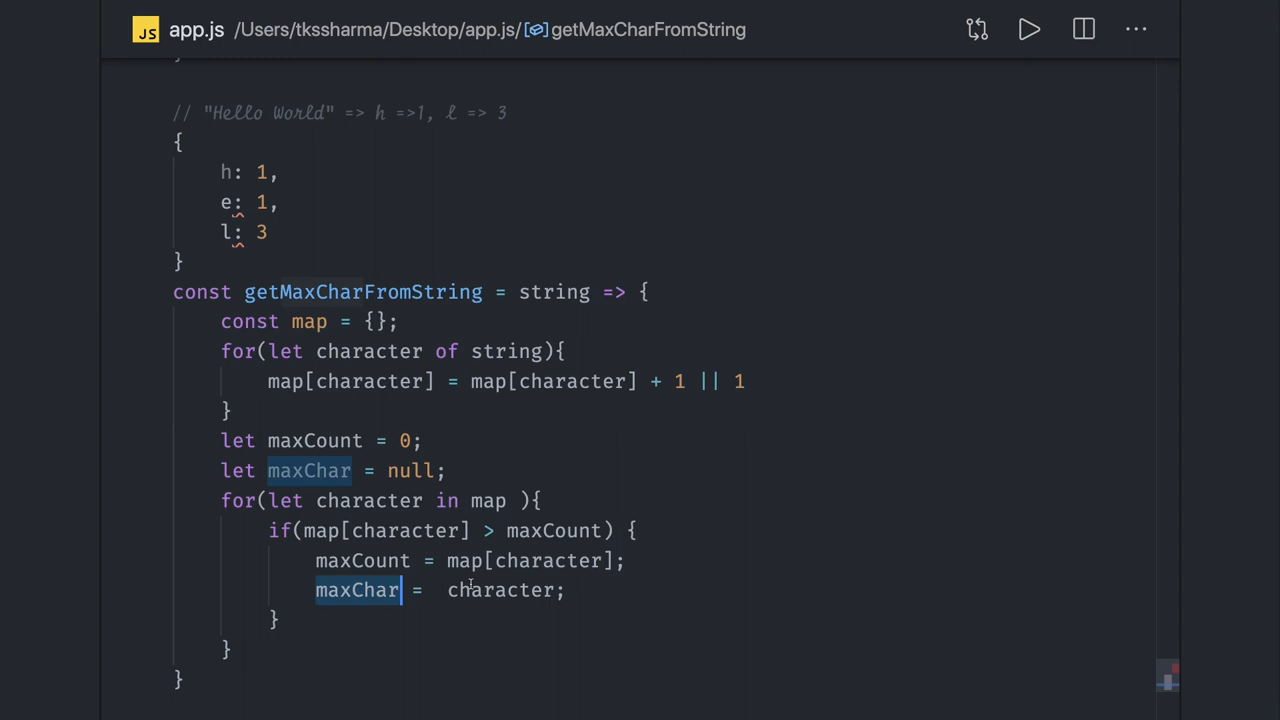 JS app.js /Users/tkssharma/Desktop/app.js/getMaxCharFromString
}
// "Hello World" => h =>1, l => 3
{
h: 1,
e: 1,
l: 3
}
const getMaxCharFromString = string => {
const map = {};
for(let character of string){
map[character] = map[character] + 1 || 1
}
let maxCount = 0;
let maxChar = null;
for(let character in map ){
if(map[character] > maxCount) {
maxCount = map[character];
maxChar =  character;
}
}
}